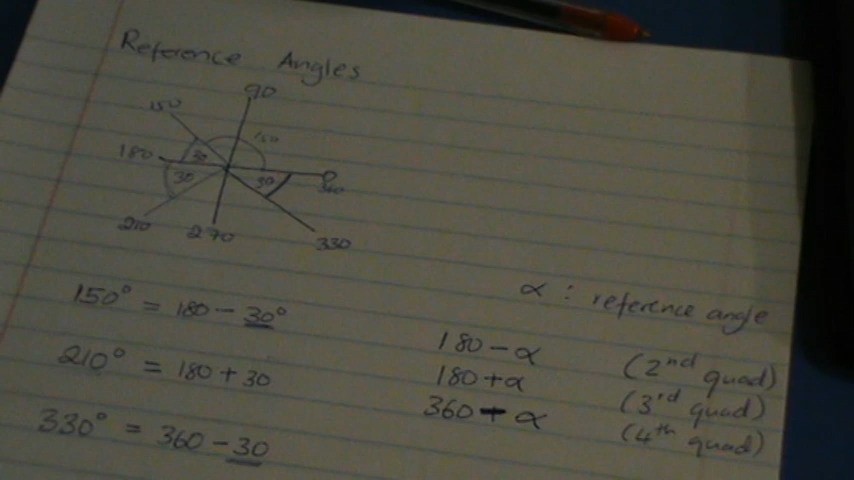 Reference Angles
90
150
150
180 30
30 30 0
360
210 270
330
α : reference angle
150° = 180 - 30°
180 - α (2nd quad)
210° = 180 + 30
180 + α (3rd quad)
360 - α (4th quad)
330° = 360 - 30